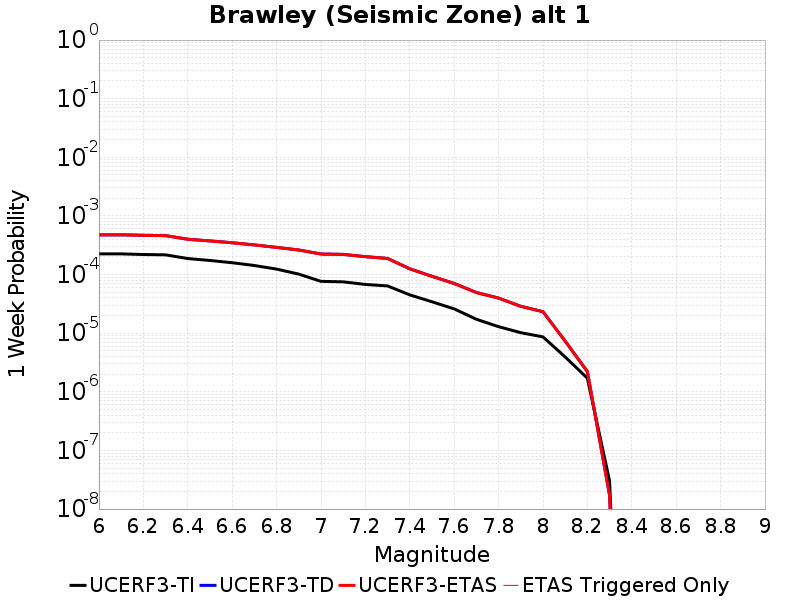 Brawley (Seismic Zone) alt 1
1 Week Probability
10^0
10^-1
10^-2
10^-3
10^-4
10^-5
10^-6
10^-7
10^-8
6 6.2 6.4 6.6 6.8 7 7.2 7.4 7.6 7.8 8 8.2 8.4 8.6 8.8 9
Magnitude
UCERF3-TI UCERF3-TD UCERF3-ETAS ETAS Triggered Only